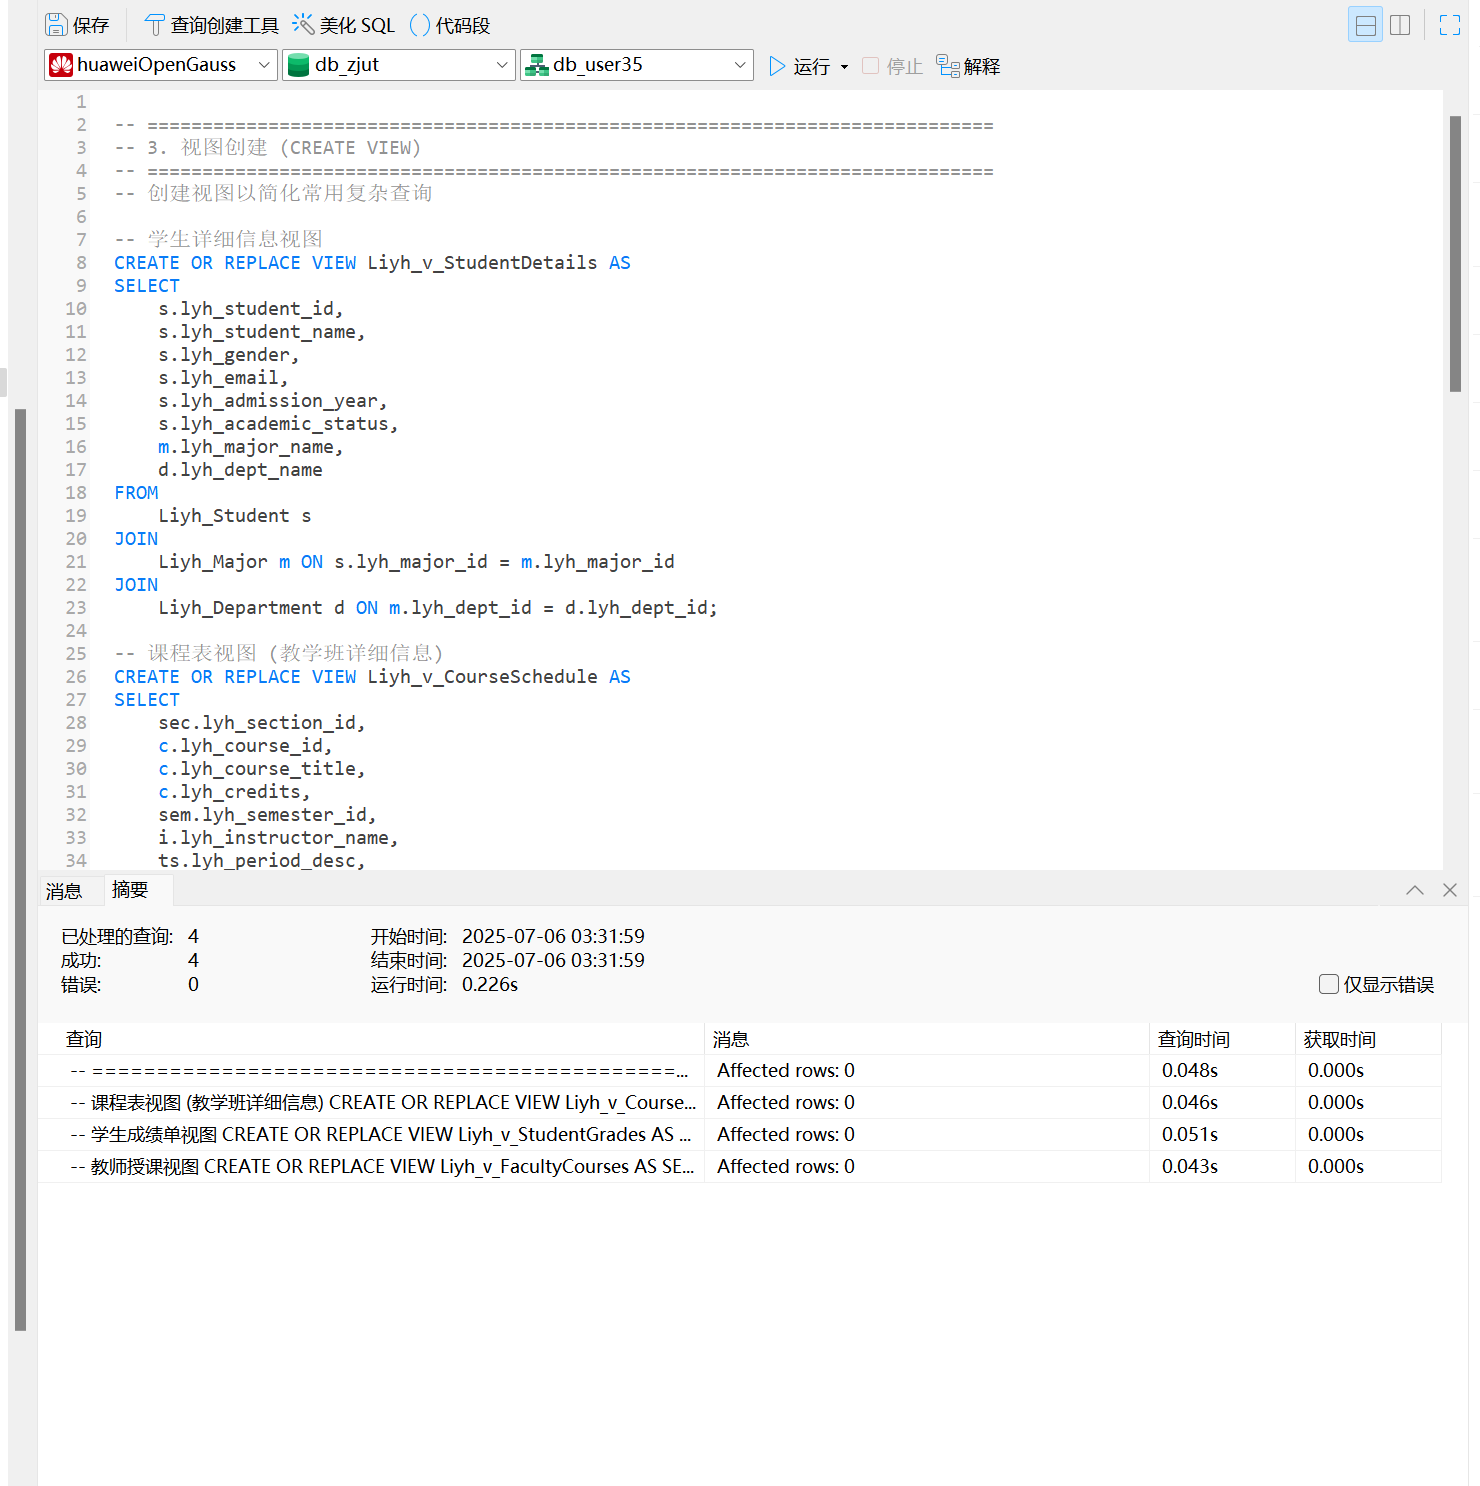 保存 查询创建工具 美化 SQL () 代码段
huaweiOpenGauss db_zjut db_user35 运行 停止 解释
1
2 -- =============================================================================
3 -- 3. 视图创建 (CREATE VIEW)
4 -- =============================================================================
5 -- 创建视图以简化常用复杂查询
6
7 -- 学生详细信息视图
8 CREATE OR REPLACE VIEW Liyh_v_StudentDetails AS
9 SELECT
10 s.lyh_student_id,
11 s.lyh_student_name,
12 s.lyh_gender,
13 s.lyh_email,
14 s.lyh_admission_year,
15 s.lyh_academic_status,
16 m.lyh_major_name,
17 d.lyh_dept_name
18 FROM
19 Liyh_Student s
20 JOIN
21 Liyh_Major m ON s.lyh_major_id = m.lyh_major_id
22 JOIN
23 Liyh_Department d ON m.lyh_dept_id = d.lyh_dept_id;
24
25 -- 课程表视图 (教学班详细信息)
26 CREATE OR REPLACE VIEW Liyh_v_CourseSchedule AS
27 SELECT
28 sec.lyh_section_id,
29 c.lyh_course_id,
30 c.lyh_course_title,
31 c.lyh_credits,
32 sem.lyh_semester_id,
33 i.lyh_instructor_name,
34 ts.lyh_period_desc,
消息 摘要
已处理的查询: 4 开始时间: 2025-07-06 03:31:59
成功: 4 结束时间: 2025-07-06 03:31:59
错误: 0 运行时间: 0.226s 仅显示错误
查询 消息 查询时间 获取时间
-- =============================================... Affected rows: 0 0.048s 0.000s
-- 课程表视图 (教学班详细信息) CREATE OR REPLACE VIEW Liyh_v_Course... Affected rows: 0 0.046s 0.000s
-- 学生成绩单视图 CREATE OR REPLACE VIEW Liyh_v_StudentGrades AS ... Affected rows: 0 0.051s 0.000s
-- 教师授课视图 CREATE OR REPLACE VIEW Liyh_v_FacultyCourses AS SE... Affected rows: 0 0.043s 0.000s